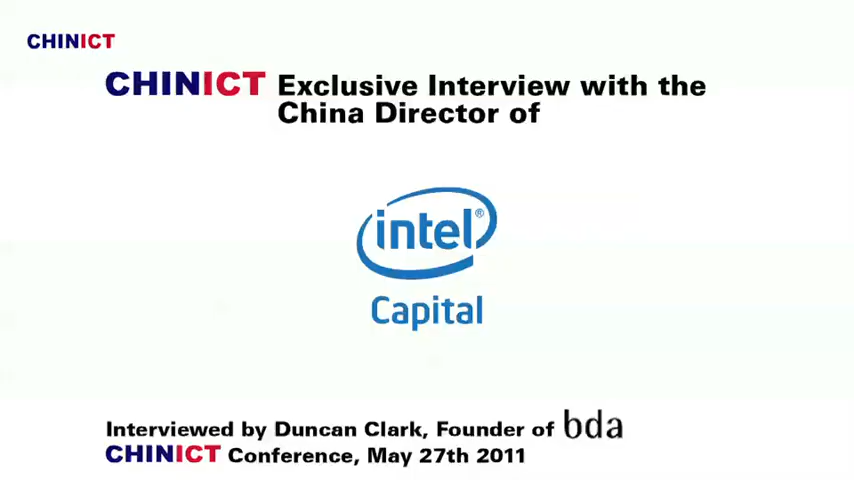 CHINICT
CHINICT Exclusive Interview with the
China Director of
intel®
Capital
Interviewed by Duncan Clark, Founder of bda
CHINICT Conference, May 27th 2011